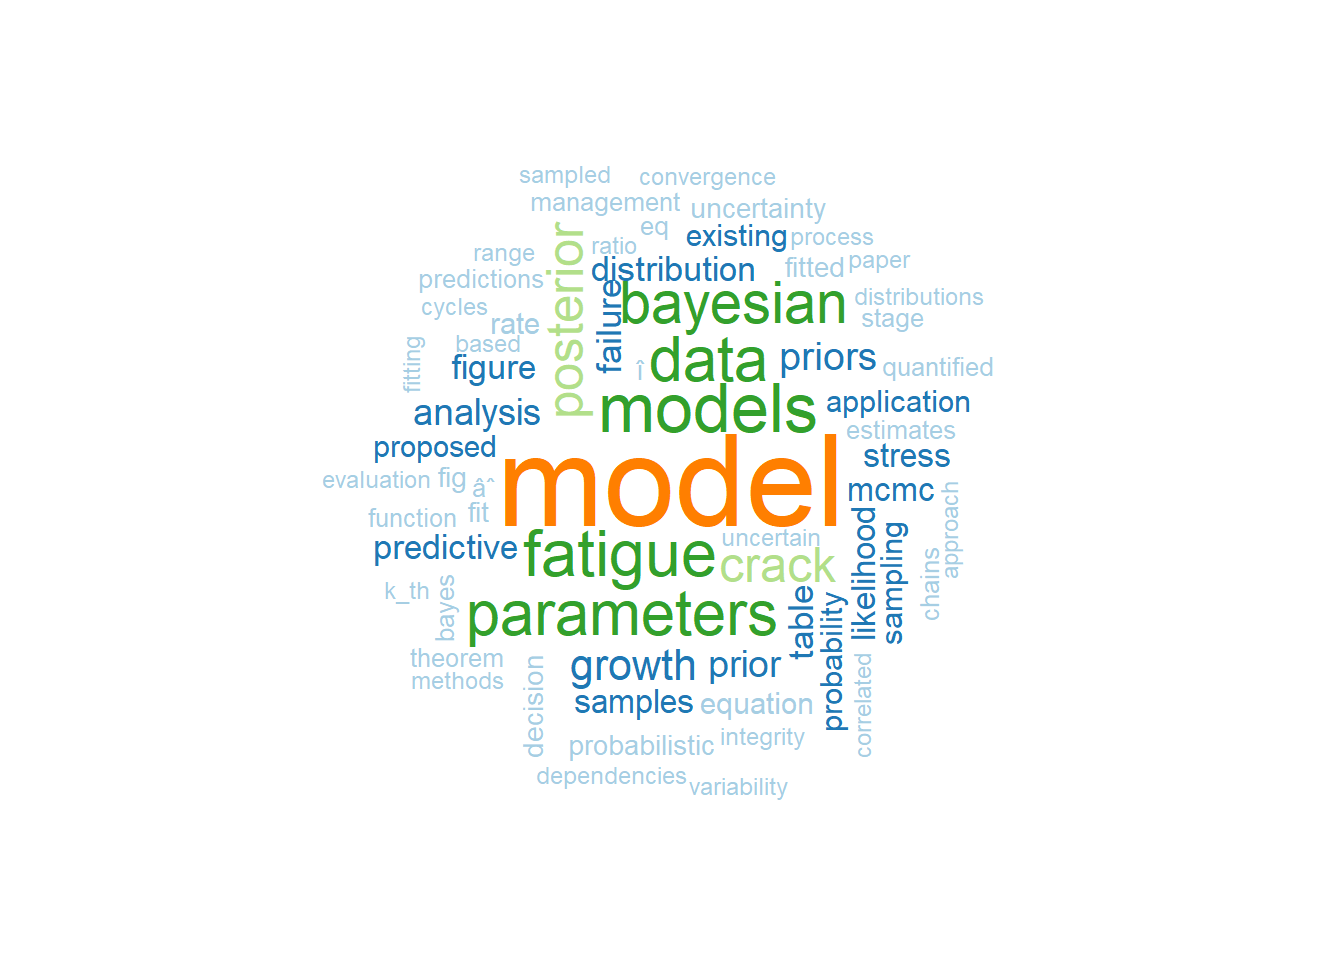 sampled
convergence
management
uncertainty
eq
existing
process
ratio
range
posterior
distribution
fitted
paper
predictions
failure
bayesian
distributions
cycles
rate
stage
based
fitting
figure
î
data
priors
quantified
analysis
models
application
estimates
proposed
model
stress
evaluation
fig
âˆ
mcmc
function
fit
approach
predictive
fatigue
uncertain
crack
likelihood
sampling
chains
k_th
bayes
parameters
table
probability
theorem
methods
decision
growth
prior
correlated
samples
equation
probabilistic
integrity
dependencies
variability